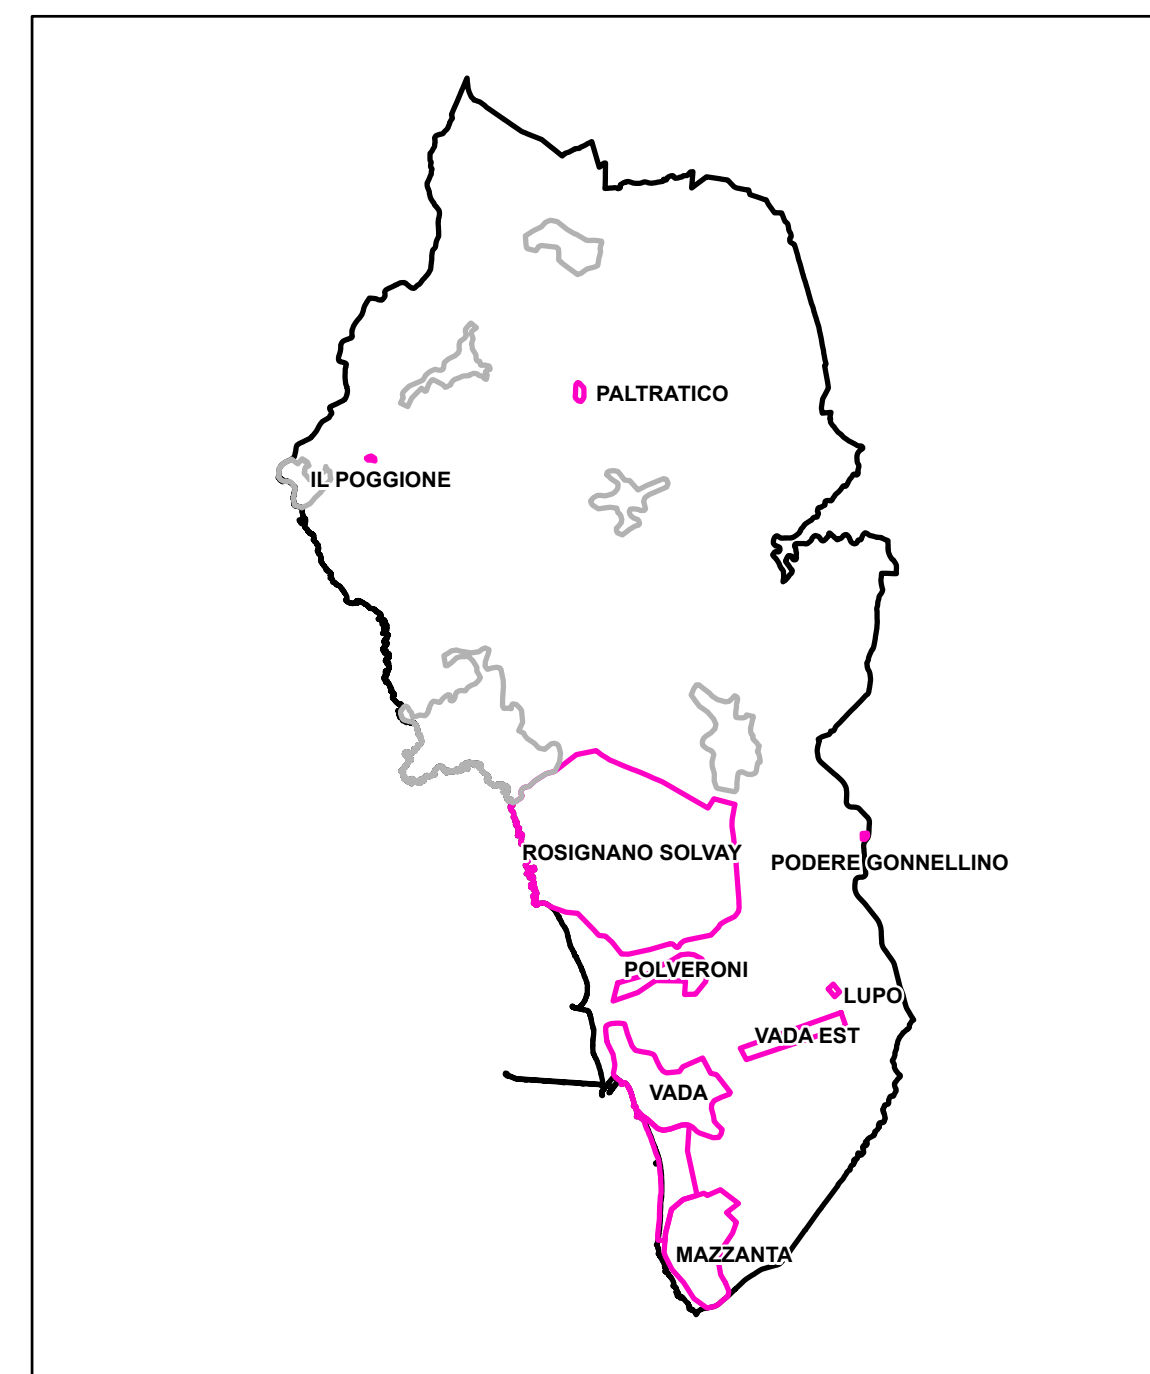 PALTRATICO
IL POGGIONE
ROSIGNANO SOLVAY
PODERE GONNELLINO
POLVERONI
LUPO
VADA EST
VADA
MAZZANTA